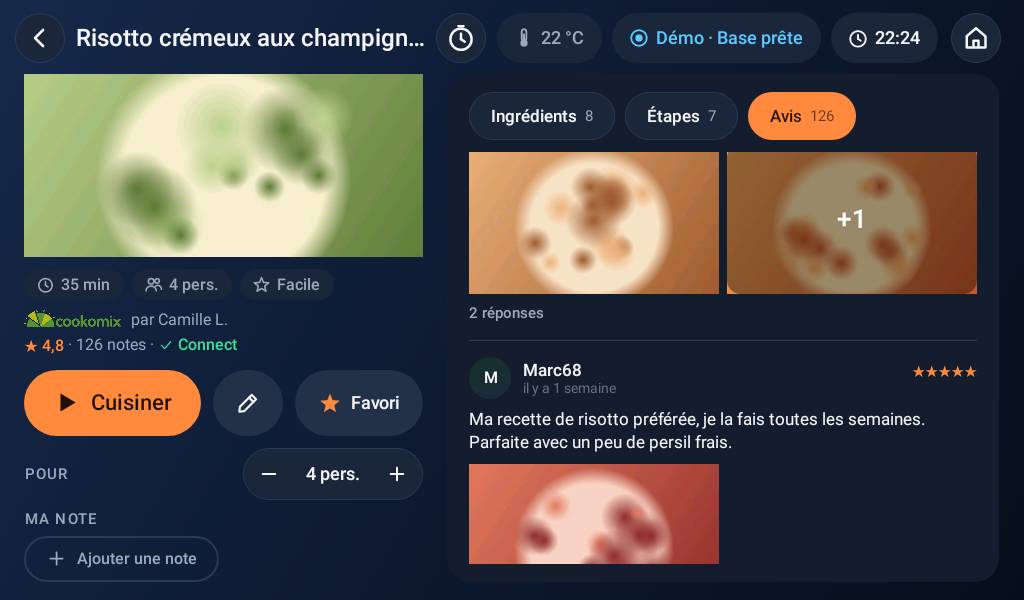 Risotto crémeux aux champign…
22 °C
Démo · Base prête
22:24
35 min
4 pers.
Facile
cookomix par Camille L.
4,8 · 126 notes · Connect
Cuisiner
Favori
POUR
4 pers.
MA NOTE
Ajouter une note
Ingrédients 8
Étapes 7
Avis 126
+1
2 réponses
M
Marc68
il y a 1 semaine
Ma recette de risotto préférée, je la fais toutes les semaines.
Parfaite avec un peu de persil frais.